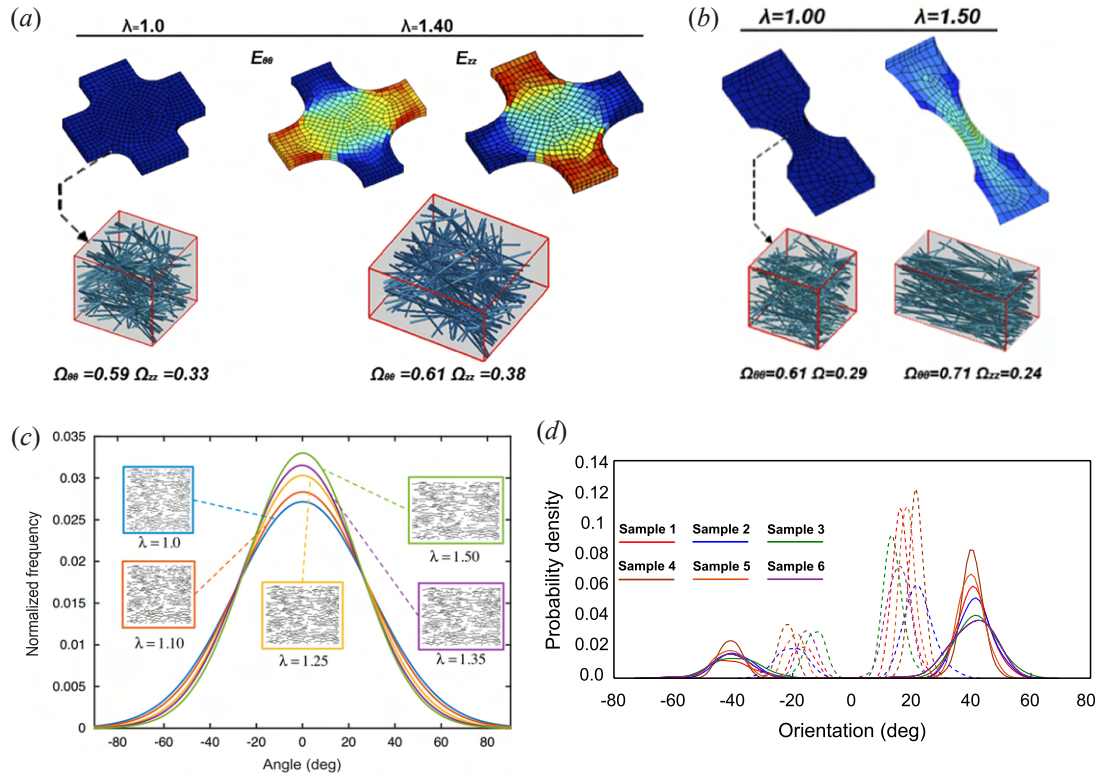 (a)
λ=1.0 λ=1.40
Eθθ Ezz
Ωθθ =0.59 Ωzz =0.33 Ωθθ =0.61 Ωzz =0.38
(b)
λ=1.00 λ=1.50
Ωθθ=0.61 Ω=0.29 Ωθθ=0.71 Ωzz=0.24
(c)
Normalized frequency
0.035
0.03
0.025
0.02
0.015
0.01
0.005
0
λ = 1.0
λ = 1.10
λ = 1.25
λ = 1.35
λ = 1.50
-80 -60 -40 -20 0 20 40 60 80
Angle (deg)
(d)
Probability density
0.14
0.12
0.1
0.08
0.06
0.04
0.02
0.0
Sample 1 Sample 2 Sample 3
Sample 4 Sample 5 Sample 6
-80 -60 -40 -20 0 20 40 60 80
Orientation (deg)